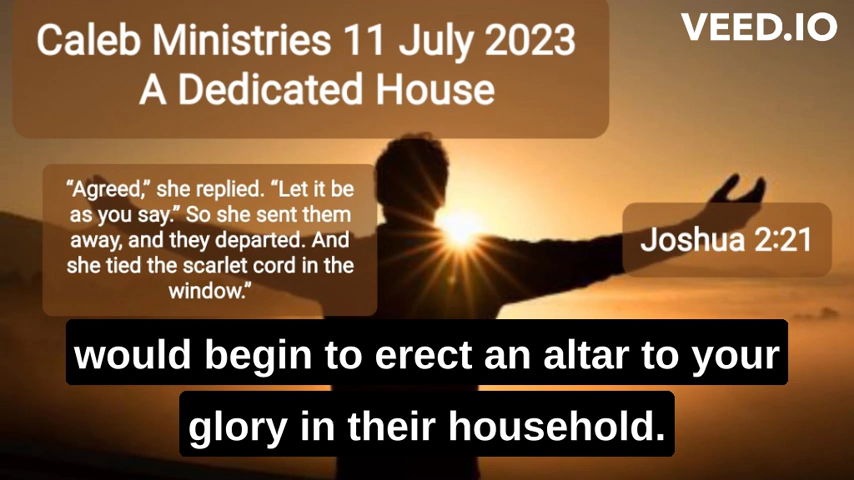 Caleb Ministries 11 July 2023
A Dedicated House
VEED.IO
“Agreed,” she replied. “Let it be
as you say.” So she sent them
away, and they departed. And
she tied the scarlet cord in the
window.”
Joshua 2:21
would begin to erect an altar to your
glory in their household.